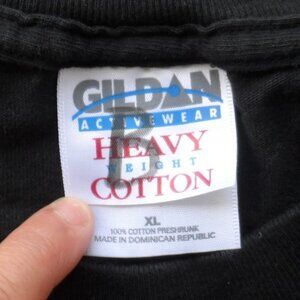 GILDAN
ACTIVEWEAR
B
HEAVY
WEIGHT
COTTON
XL
100% COTTON PRESHRUNK
MADE IN DOMINICAN REPUBLIC